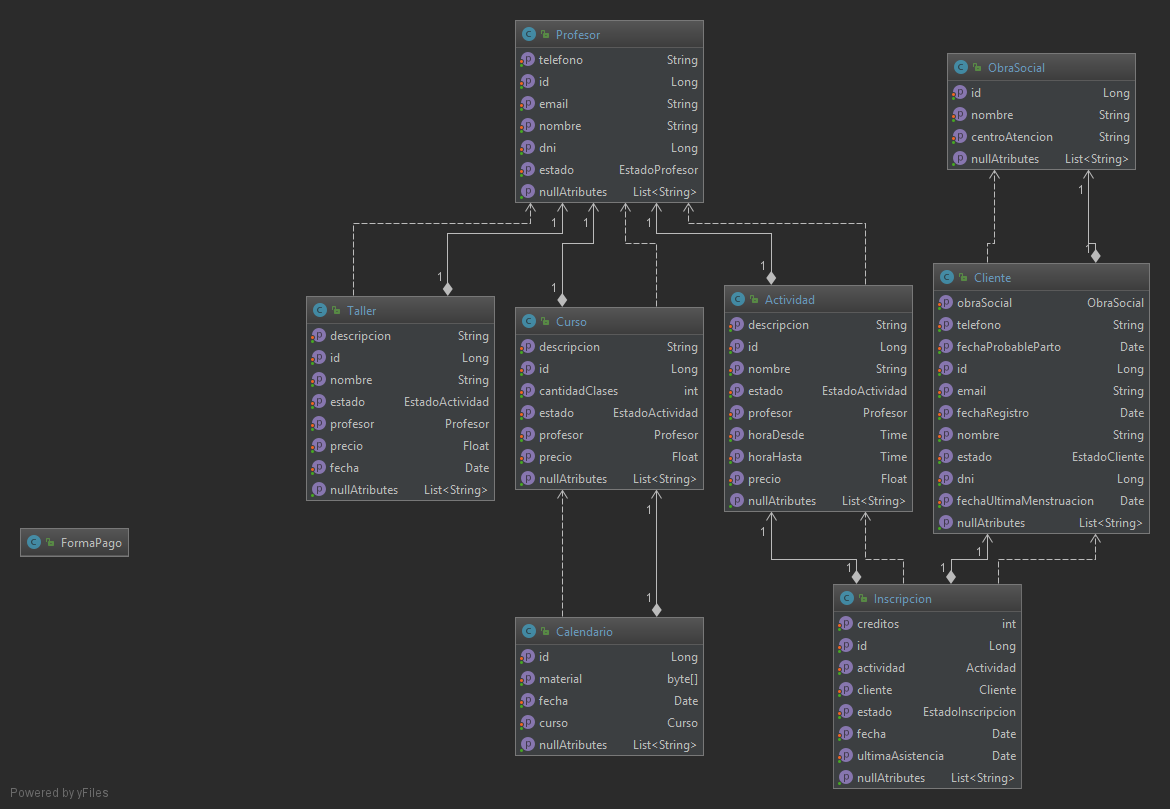 Profesor
telefono String
id Long
email String
nombre String
dni Long
estado EstadoProfesor
nullAtributes List<String>
ObraSocial
id Long
nombre String
centroAtencion String
nullAtributes List<String>
1 1 1 1
1 1 1 1
Taller
descripcion String
id Long
nombre String
estado EstadoActividad
profesor Profesor
precio Float
fecha Date
nullAtributes List<String>
Curso
descripcion String
id Long
cantidadClases int
estado EstadoActividad
profesor Profesor
precio Float
nullAtributes List<String>
Actividad
descripcion String
id Long
nombre String
estado EstadoActividad
profesor Profesor
horaDesde Time
horaHasta Time
precio Float
nullAtributes List<String>
Cliente
obraSocial ObraSocial
telefono String
fechaProbableParto Date
id Long
email String
fechaRegistro Date
nombre String
estado EstadoCliente
dni Long
fechaUltimaMenstruacion Date
nullAtributes List<String>
FormaPago
1 1 1
1 1 1
Calendario
id Long
material byte[]
fecha Date
curso Curso
nullAtributes List<String>
Inscripcion
creditos int
id Long
actividad Actividad
cliente Cliente
estado EstadoInscripcion
fecha Date
ultimaAsistencia Date
nullAtributes List<String>
Powered by yFiles